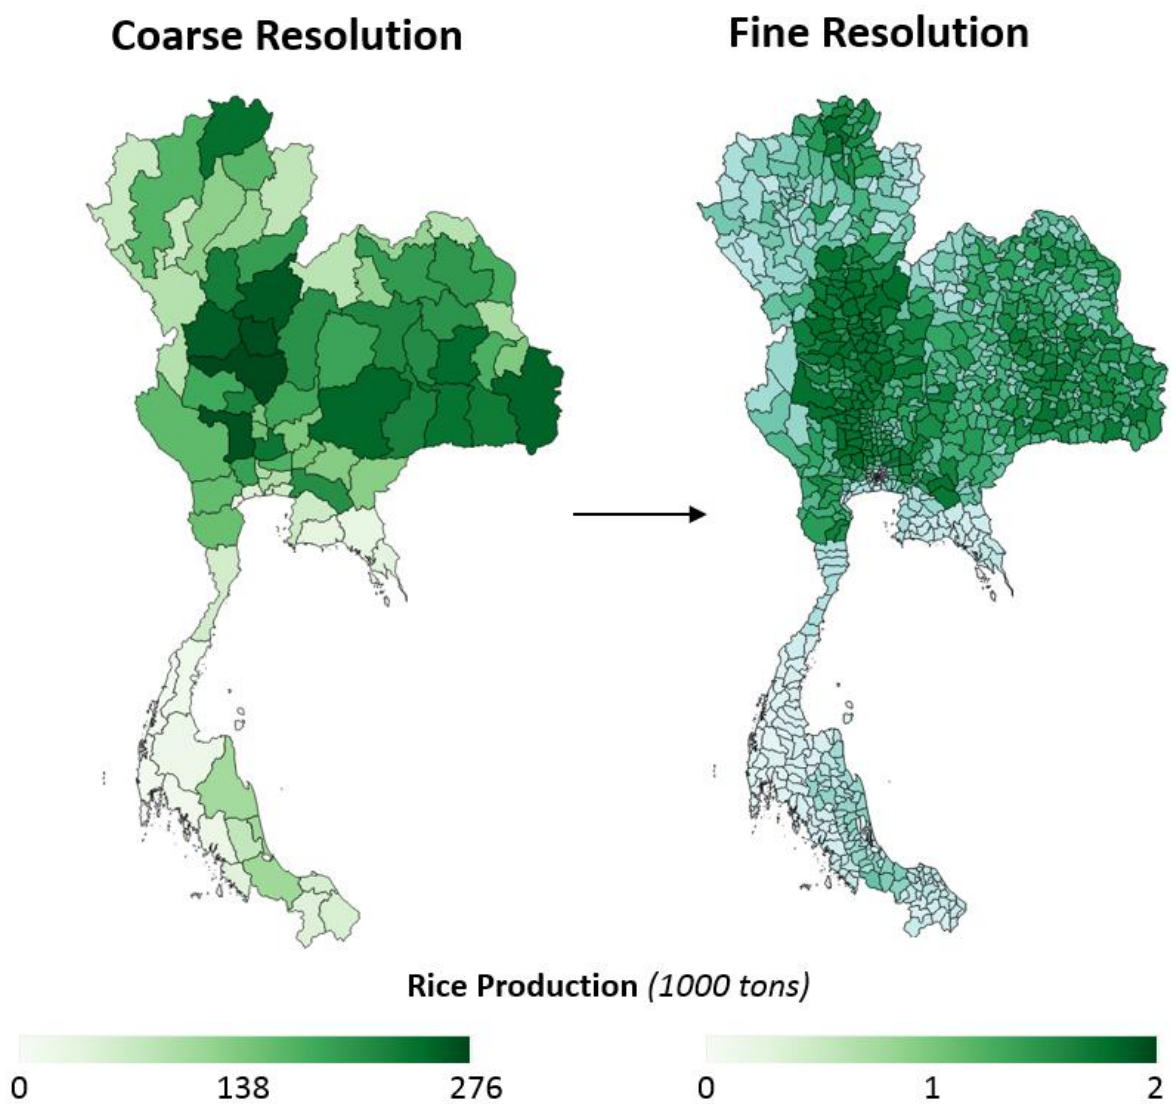 Coarse Resolution
Fine Resolution
Rice Production (1000 tons)
0 138 276
0 1 2